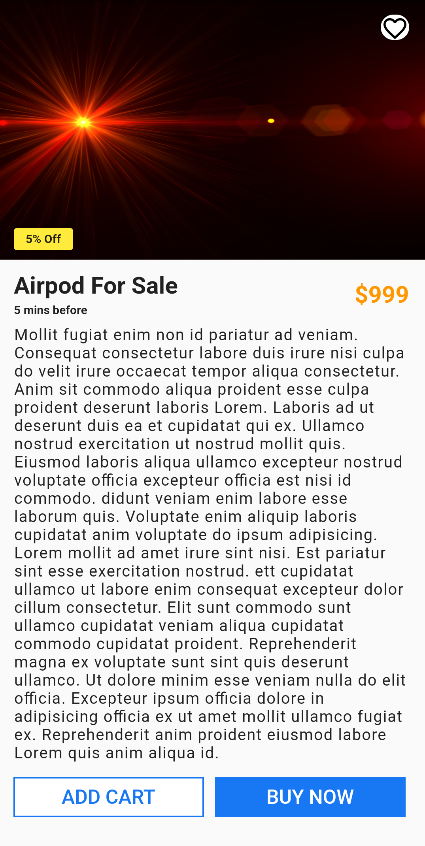 5% Off
Airpod For Sale
$999
5 mins before
Mollit fugiat enim non id pariatur ad veniam.
Consequat consectetur labore duis irure nisi culpa
do velit irure occaecat tempor aliqua consectetur.
Anim sit commodo aliqua proident esse culpa
proident deserunt laboris Lorem. Laboris ad ut
deserunt duis ea et cupidatat qui ex. Ullamco
nostrud exercitation ut nostrud mollit quis.
Eiusmod laboris aliqua ullamco excepteur nostrud
voluptate officia excepteur officia est nisi id
commodo. didunt veniam enim labore esse
laborum quis. Voluptate enim aliquip laboris
cupidatat anim voluptate do ipsum adipisicing.
Lorem mollit ad amet irure sint nisi. Est pariatur
sint esse exercitation nostrud. ett cupidatat
ullamco ut labore enim consequat excepteur dolor
cillum consectetur. Elit sunt commodo sunt
ullamco cupidatat veniam aliqua cupidatat
commodo cupidatat proident. Reprehenderit
magna ex voluptate sunt sint quis deserunt
ullamco. Ut dolore minim esse veniam nulla do elit
officia. Excepteur ipsum officia dolore in
adipisicing officia ex ut amet mollit ullamco fugiat
ex. Reprehenderit anim proident eiusmod labore
Lorem quis anim aliqua id.
ADD CART
BUY NOW